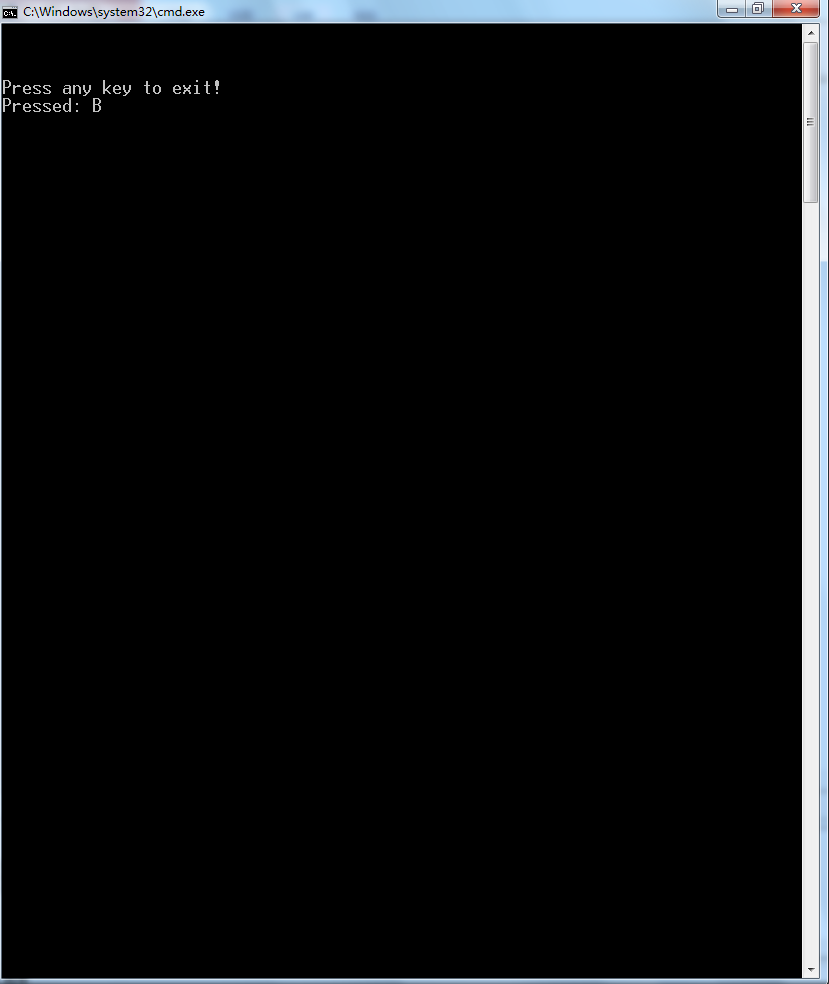 C:\Windows\system32\cmd.exe
Press any key to exit!
Pressed: B